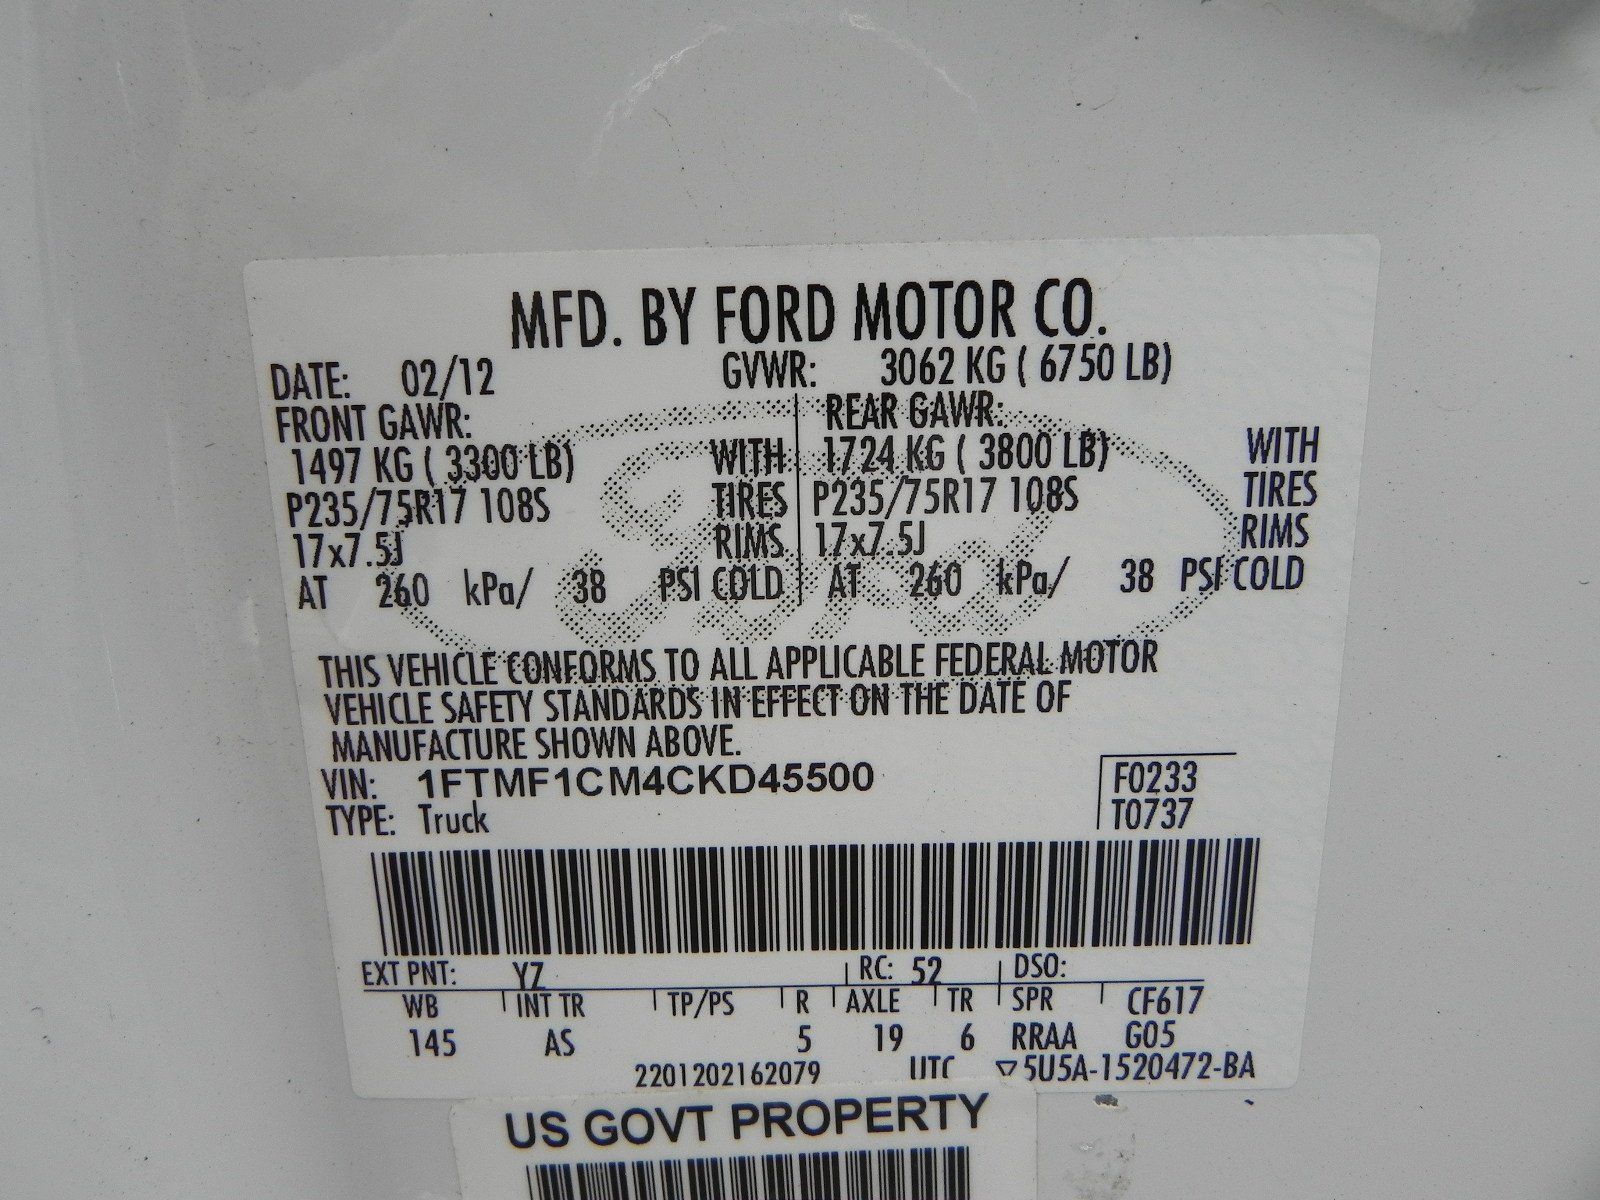 MFD. BY FORD MOTOR CO.
DATE: 02/12 GVWR: 3062 KG ( 6750 LB)
FRONT GAWR: REAR GAWR:
1497 KG ( 3300 LB) WITH 1724 KG ( 3800 LB) WITH
P235/75R17 108S TIRES P235/75R17 108S TIRES
17x7.5J RIMS 17x7.5J RIMS
AT 260 kPa/ 38 PSI COLD AT 260 kPa/ 38 PSI COLD
Ford
THIS VEHICLE CONFORMS TO ALL APPLICABLE FEDERAL MOTOR
VEHICLE SAFETY STANDARDS IN EFFECT ON THE DATE OF
MANUFACTURE SHOWN ABOVE.
VIN: 1FTMF1CM4CKD45500 F0233
TYPE: Truck T0737
EXT PNT: YZ RC: 52 DSO:
WB INT TR TP/PS R AXLE TR SPR CF617
145 AS 5 19 6 RRAA G05
2201202162079 UTC ▽5U5A-1520472-BA
US GOVT PROPERTY